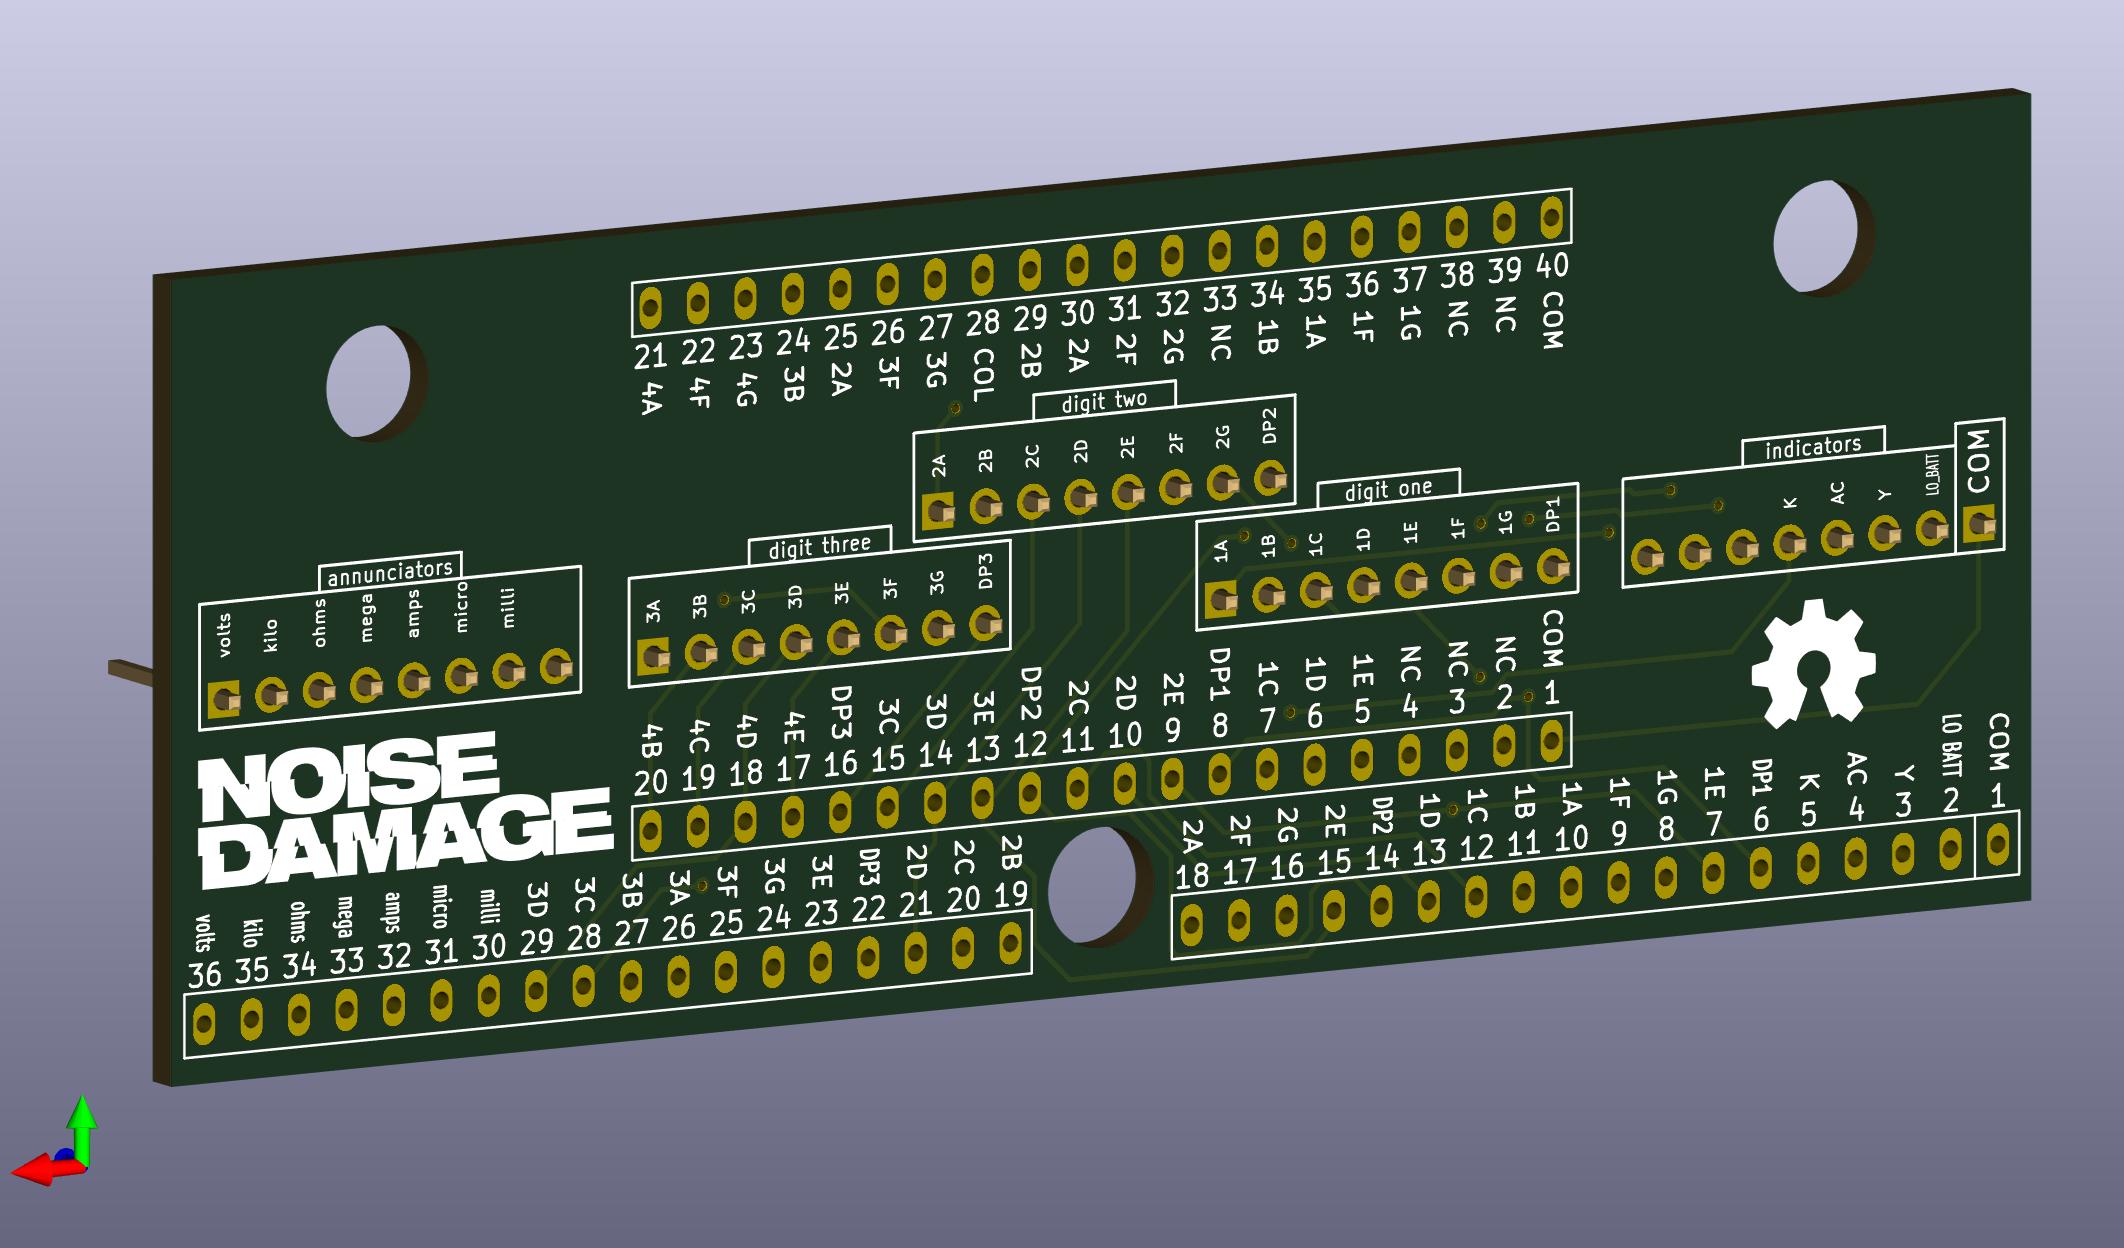 21 22 23 24 25 26 27 28 29 30 31 32 33 34 35 36 37 38 39 40
4A 4F 4G 3B 2A 3F 3G COL 2B 2A 2F 2G NC 1B 1A 1F 1G NC NC COM
digit two
2A 2B 2C 2D 2E 2F 2G DP2
digit one
1A 1B 1C 1D 1E 1F 1G DP1
indicators
K AC Y LO_BATT COM
annunciators
volts kilo ohms mega amps micro milli
digit three
3A 3B 3C 3D 3E 3F 3G DP3
4B 4C 4D 4E DP3 3C 3D 3E DP2 2C 2D 2E DP1 1C 1D 1E NC NC NC COM
20 19 18 17 16 15 14 13 12 11 10 9 8 7 6 5 4 3 2 1
NOISE
DAMAGE
volts kilo ohms mega amps micro milli 3D 3C 3B 3A 3F 3G 3E DP3 2D 2C 2B
36 35 34 33 32 31 30 29 28 27 26 25 24 23 22 21 20 19
2A 2F 2G 2E DP2 1D 1C 1B 1A 1F 1G 1E DP1 K AC Y LO BATT COM
18 17 16 15 14 13 12 11 10 9 8 7 6 5 4 3 2 1